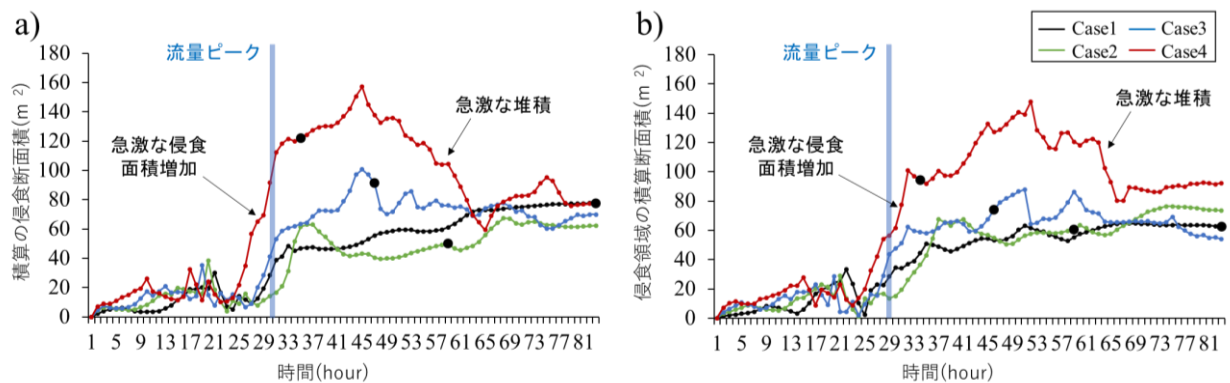 a)
積算の侵食断面積(m ²)
180
160
140
120
100
80
60
40
20
0
流量ピーク
急激な侵食
面積増加
急激な堆積
1 5 9 13 17 21 25 29 33 37 41 45 49 53 57 61 65 69 73 77 81
時間(hour)
b)
侵食領域の積算断面積(m ²)
180
160
140
120
100
80
60
40
20
0
流量ピーク
Case1 Case3
Case2 Case4
急激な侵食
面積増加
急激な堆積
1 5 9 13 17 21 25 29 33 37 41 45 49 53 57 61 65 69 73 77 81
時間(hour)